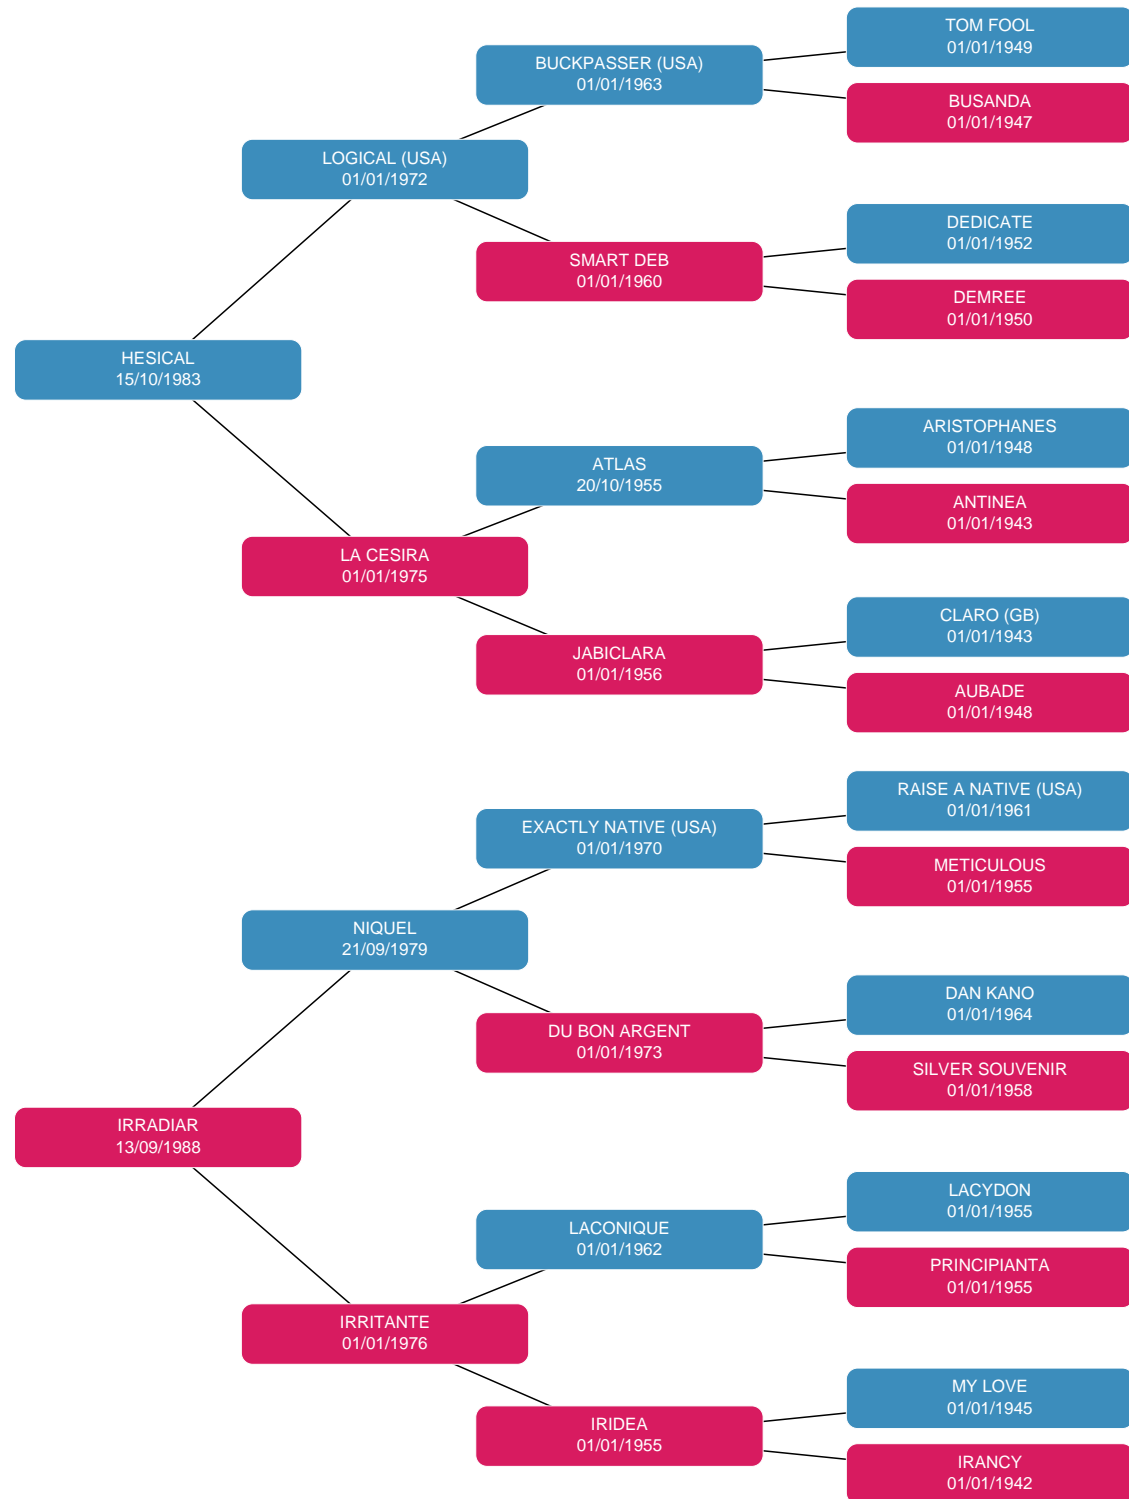 TOM FOOL
01/01/1949
BUCKPASSER (USA)
01/01/1963
BUSANDA
01/01/1947
LOGICAL (USA)
01/01/1972
DEDICATE
01/01/1952
SMART DEB
01/01/1960
DEMREE
01/01/1950
HESICAL
15/10/1983
ARISTOPHANES
01/01/1948
ATLAS
20/10/1955
ANTINEA
01/01/1943
LA CESIRA
01/01/1975
CLARO (GB)
01/01/1943
JABICLARA
01/01/1956
AUBADE
01/01/1948
RAISE A NATIVE (USA)
01/01/1961
EXACTLY NATIVE (USA)
01/01/1970
METICULOUS
01/01/1955
NIQUEL
21/09/1979
DAN KANO
01/01/1964
DU BON ARGENT
01/01/1973
SILVER SOUVENIR
01/01/1958
IRRADIAR
13/09/1988
LACYDON
01/01/1955
LACONIQUE
01/01/1962
PRINCIPIANTA
01/01/1955
IRRITANTE
01/01/1976
MY LOVE
01/01/1945
IRIDEA
01/01/1955
IRANCY
01/01/1942